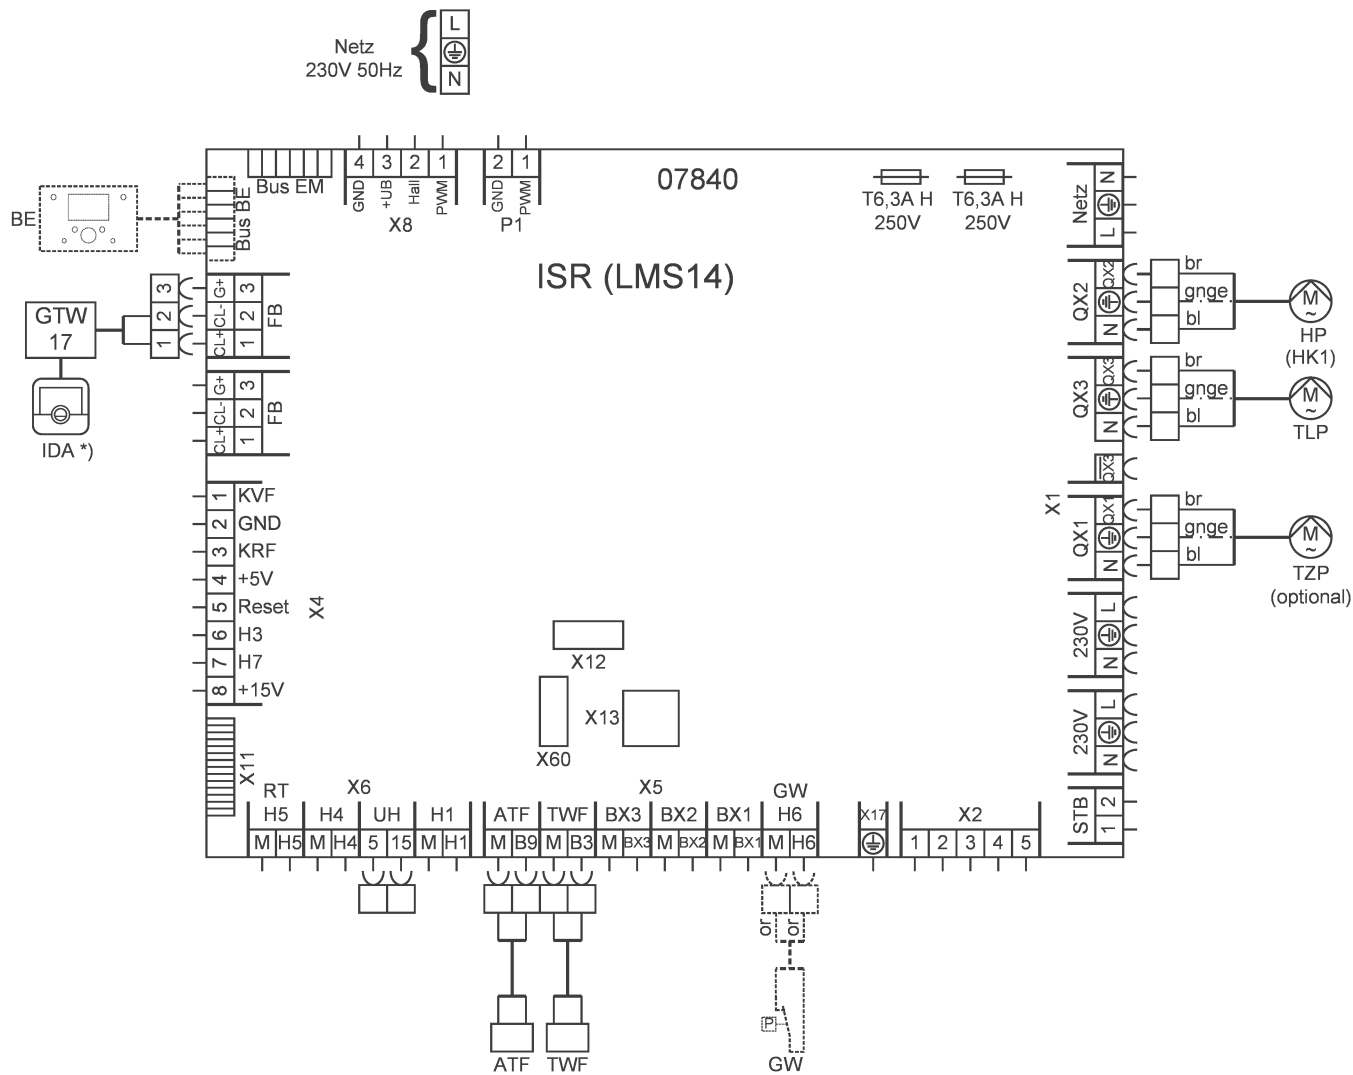 L
Netz
230V 50Hz
N
4 3 2 1
GND +UB Hall PWM
X8
2 1
GND PWM
P1
Bus EM
07840
T6,3A H
250V
T6,3A H
250V
ISR (LMS14)
BE
Bus BE
GTW
17
IDA *)
3
2
1
G+ 3
CL- 2
CL+ 1
FB
G+ 3
CL- 2
CL+ 1
FB
1 KVF
2 GND
3 KRF
4 +5V
5 Reset
6 H3
7 H7
8 +15V
X4
X11
X12
X60
X13
Netz
N
L
QX2
QX2
N
br
gnge
bl
M
~
HP
(HK1)
QX3
QX3
N
br
gnge
bl
M
~
TLP
QX3
X1
QX1
QX1
N
br
gnge
bl
M
~
TZP
(optional)
230V
L
N
230V
L
N
STB
2
1
RT X6 X5 GW
H5 H4 UH H1 ATF TWF BX3 BX2 BX1 H6 X17 X2
M H5 M H4 5 15 M H1 M B9 M B3 M BX3 M BX2 M BX1 M H6 1 2 3 4 5
or or
P
ATF TWF GW